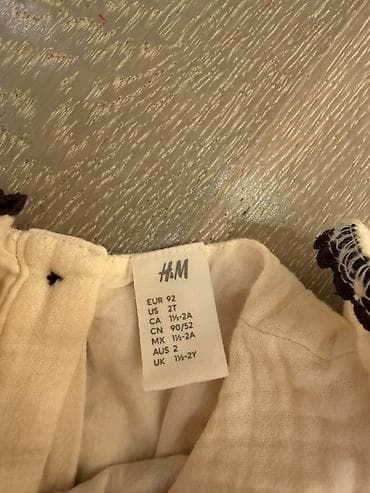 H&M
EUR 92
US 2T
CA 1½-2A
CN 90/52
MX 1½-2A
AUS 2
UK 1½-2Y